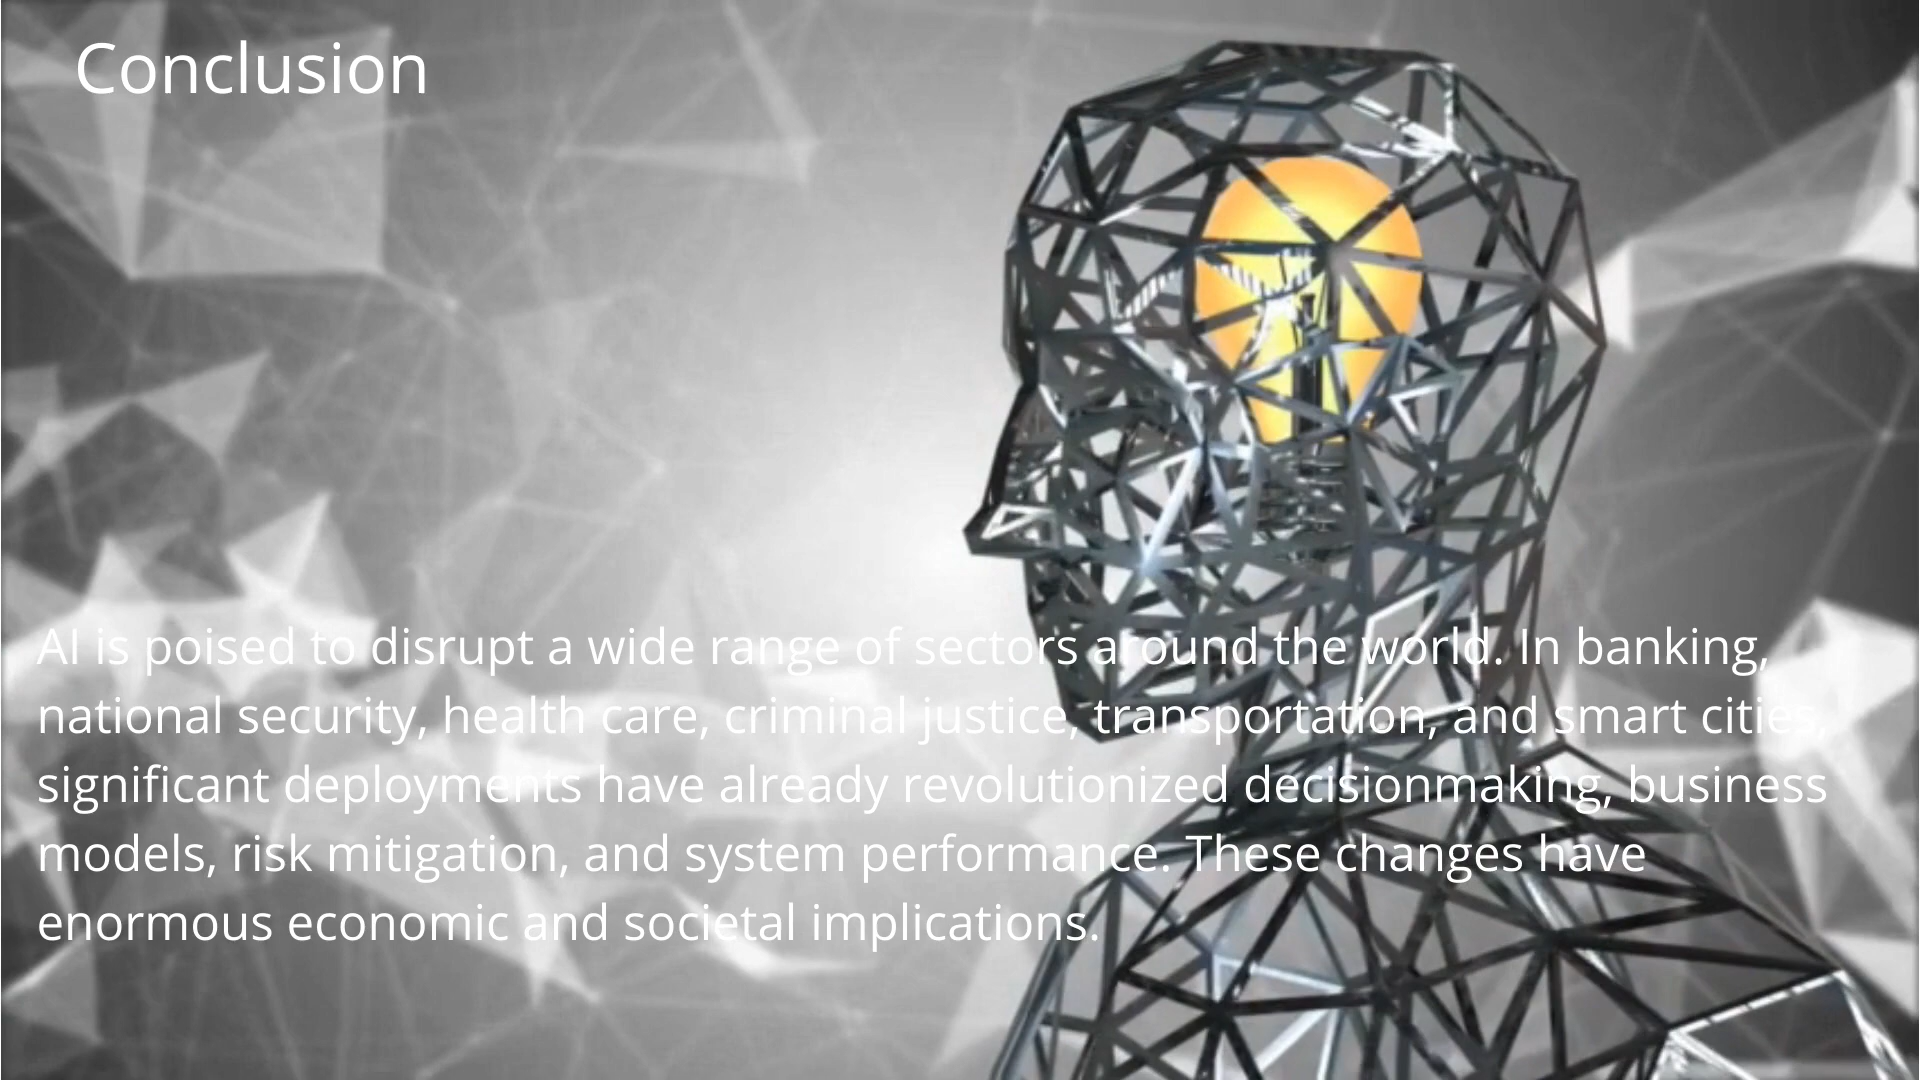 Conclusion
AI is poised to disrupt a wide range of sectors around the world. In banking,
national security, health care, criminal justice, transportation, and smart cities,
significant deployments have already revolutionized decisionmaking, business
models, risk mitigation, and system performance. These changes have
enormous economic and societal implications.